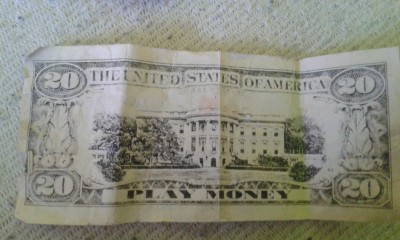 20 THE UNITED STATES OF AMERICA 20
20 PLAY MONEY 20